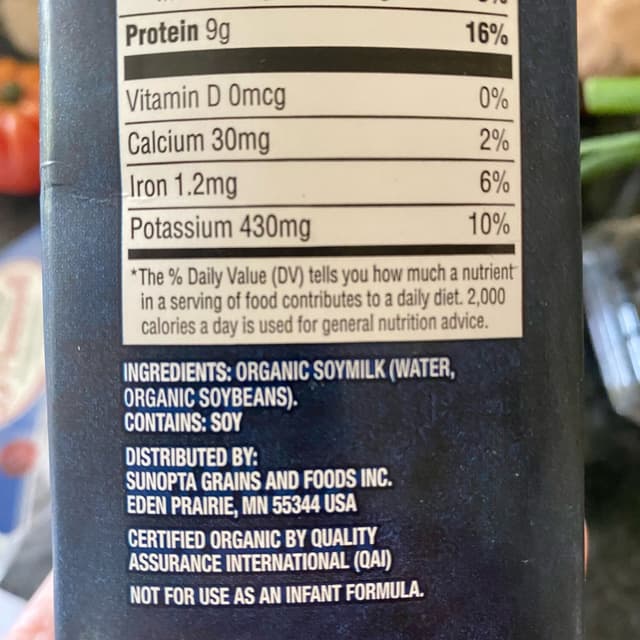 Protein 9g 16%
Vitamin D 0mcg 0%
Calcium 30mg 2%
Iron 1.2mg 6%
Potassium 430mg 10%
*The % Daily Value (DV) tells you how much a nutrient
in a serving of food contributes to a daily diet. 2,000
calories a day is used for general nutrition advice.
INGREDIENTS: ORGANIC SOYMILK (WATER,
ORGANIC SOYBEANS).
CONTAINS: SOY
DISTRIBUTED BY:
SUNOPTA GRAINS AND FOODS INC.
EDEN PRAIRIE, MN 55344 USA
CERTIFIED ORGANIC BY QUALITY
ASSURANCE INTERNATIONAL (QAI)
NOT FOR USE AS AN INFANT FORMULA.